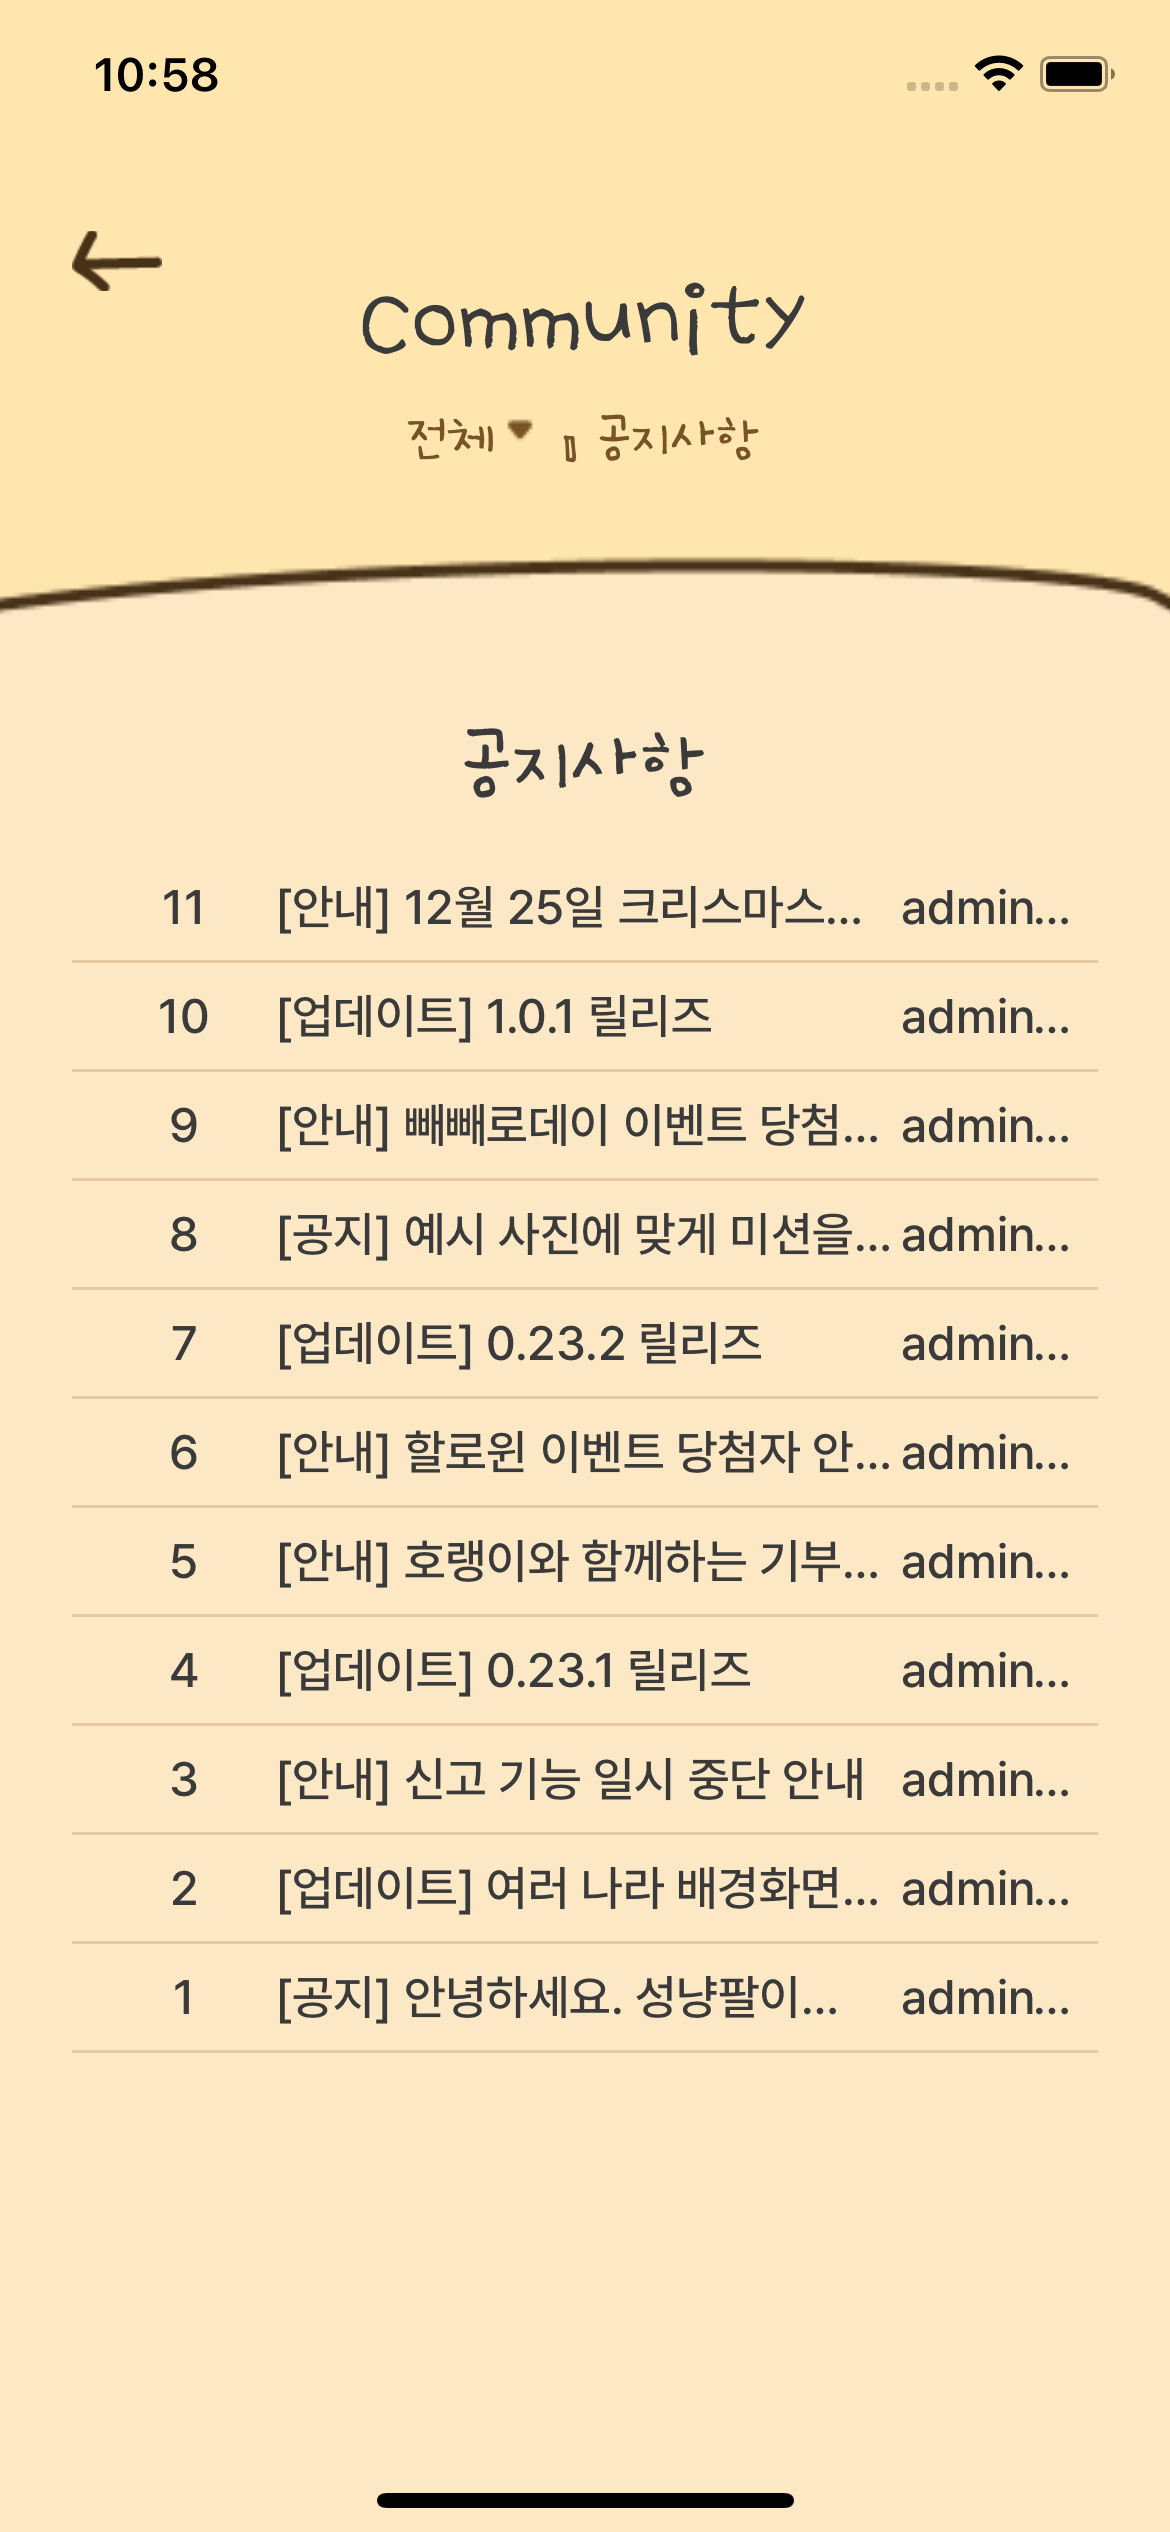 10:58
Community
전체 ▼ 공지사항
공지사항
11 [안내] 12월 25일 크리스마스... admin...
10 [업데이트] 1.0.1 릴리즈 admin...
9 [안내] 빼빼로데이 이벤트 당첨... admin...
8 [공지] 예시 사진에 맞게 미션을... admin...
7 [업데이트] 0.23.2 릴리즈 admin...
6 [안내] 할로윈 이벤트 당첨자 안... admin...
5 [안내] 호랭이와 함께하는 기부... admin...
4 [업데이트] 0.23.1 릴리즈 admin...
3 [안내] 신고 기능 일시 중단 안내 admin...
2 [업데이트] 여러 나라 배경화면... admin...
1 [공지] 안녕하세요. 성냥팔이... admin...